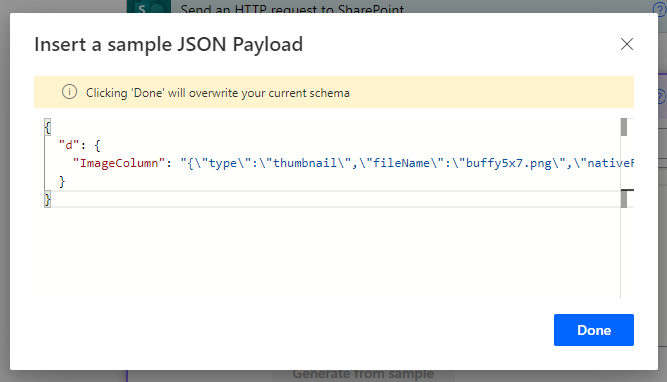 S
Send an HTTP request to SharePoint
Insert a sample JSON Payload
Clicking 'Done' will overwrite your current schema
{
"d": {
"ImageColumn": "{\"type\":\"thumbnail\",\"fileName\":\"buffy5x7.png\",\"native
}
}
Done
Generate from sample